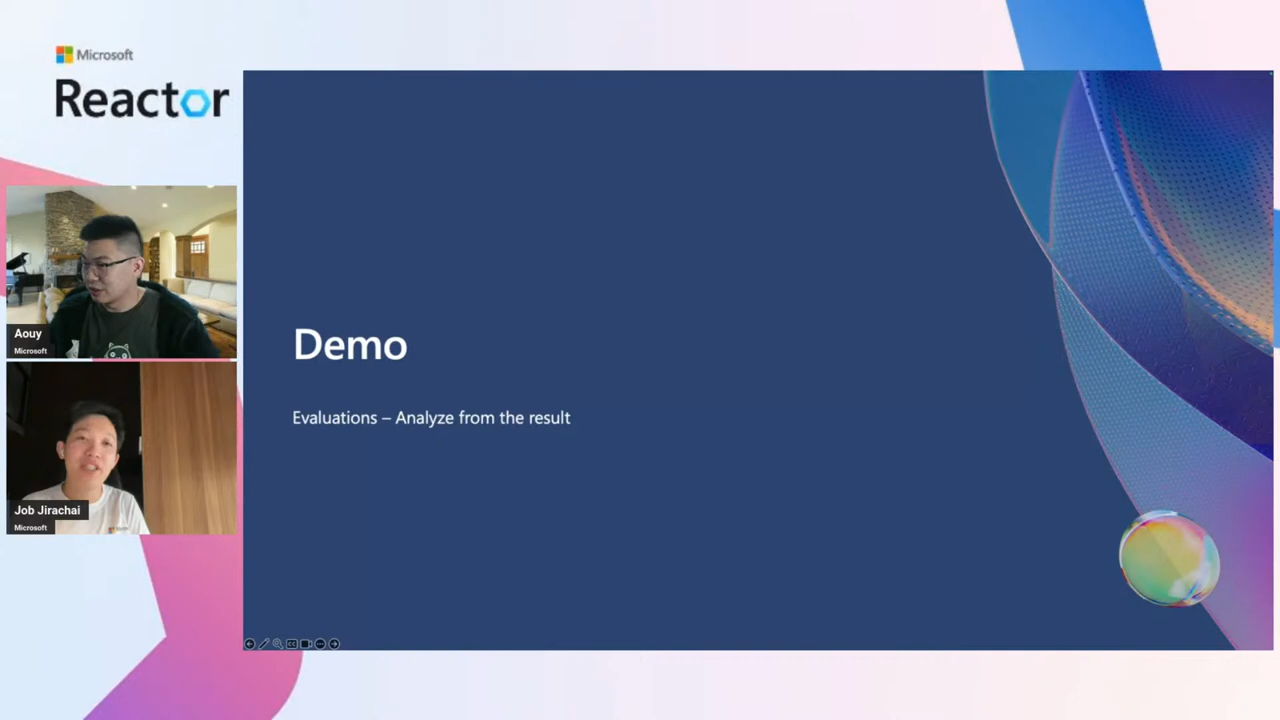 Microsoft
Reactor
Aouy
Microsoft
Job Jirachai
Microsoft
Demo
Evaluations – Analyze from the result